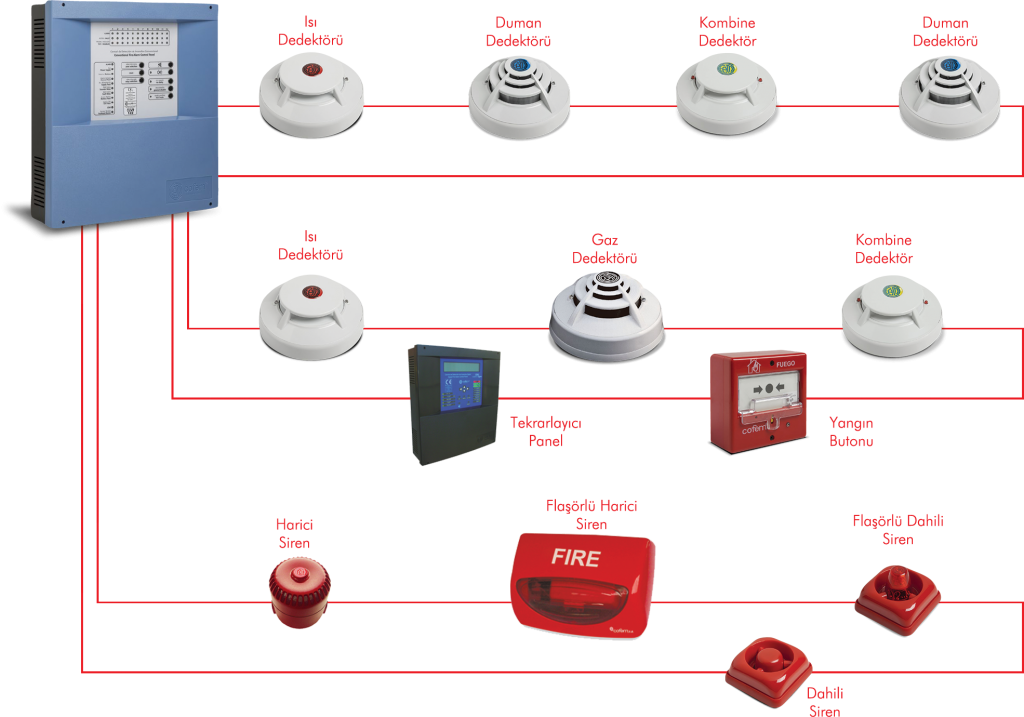 Isı
Dedektörü
Duman
Dedektörü
Kombine
Dedektör
Duman
Dedektörü
Isı
Dedektörü
Gaz
Dedektörü
Kombine
Dedektör
FUEGO
cofem
Tekrarlayıcı
Panel
Yangın
Butonu
Harici
Siren
Flaşörlü Harici
Siren
FIRE
cofem
Flaşörlü Dahili
Siren
Dahili
Siren